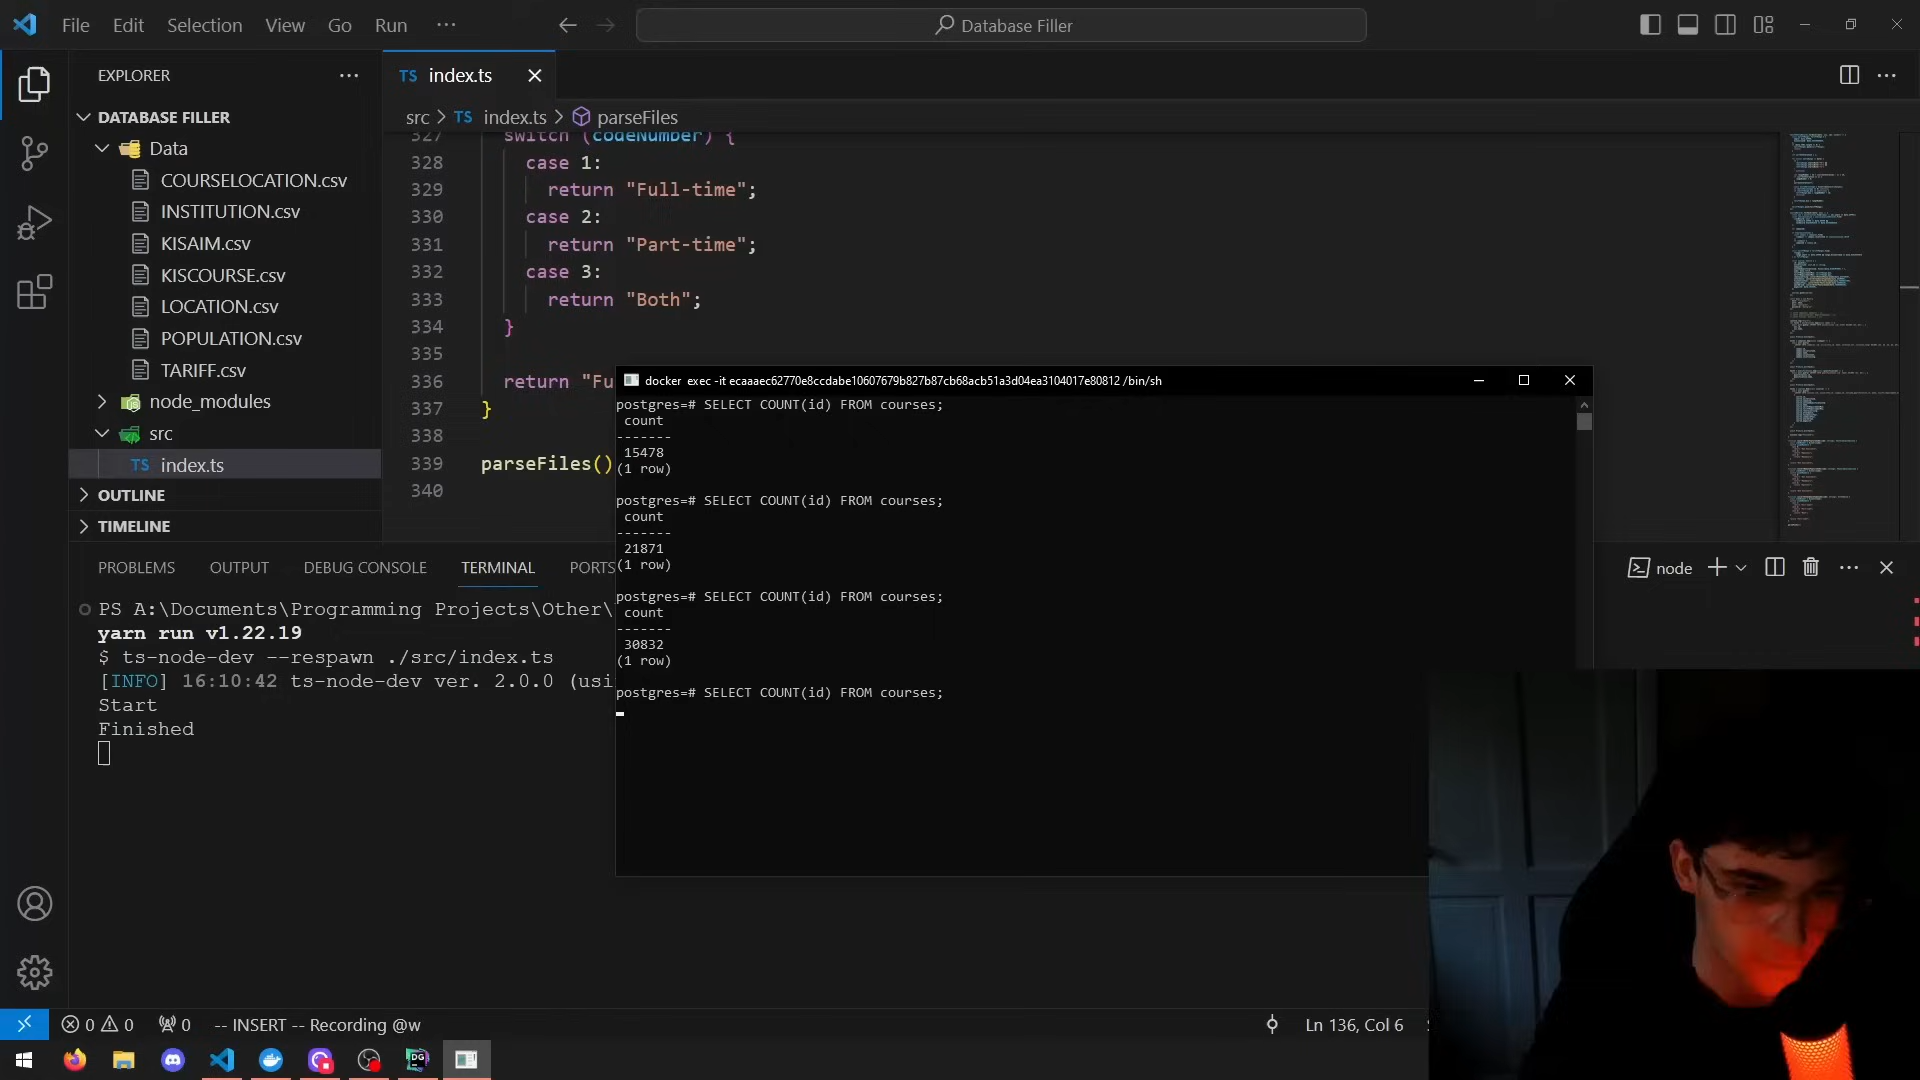 File Edit Selection View Go Run ···
Database Filler
EXPLORER
DATABASE FILLER
Data
COURSELOCATION.csv
INSTITUTION.csv
KISAIM.csv
KISCOURSE.csv
LOCATION.csv
POPULATION.csv
TARIFF.csv
node_modules
src
TS index.ts
OUTLINE
TIMELINE
TS index.ts
src > TS index.ts > parseFiles
327 switch (codeNumber) {
328 case 1:
329 return "Full-time";
330 case 2:
331 return "Part-time";
332 case 3:
333 return "Both";
334 }
335
336 return "Fu
337 }
338
339 parseFiles()
340
PROBLEMS OUTPUT DEBUG CONSOLE TERMINAL PORTS
node
PS A:\Documents\Programming Projects\Other\
yarn run v1.22.19
$ ts-node-dev --respawn ./src/index.ts
[INFO] 16:10:42 ts-node-dev ver. 2.0.0 (usi
Start
Finished
docker exec -it ecaaaec62770e8ccdabe10607679b827b87cb68acb51a3d04ea3104017e80812 /bin/sh
postgres=# SELECT COUNT(id) FROM courses;
count
-------
15478
(1 row)
postgres=# SELECT COUNT(id) FROM courses;
count
-------
21871
(1 row)
postgres=# SELECT COUNT(id) FROM courses;
count
-------
30832
(1 row)
postgres=# SELECT COUNT(id) FROM courses;
0 0 0 -- INSERT -- Recording @w
Ln 136, Col 6
DG